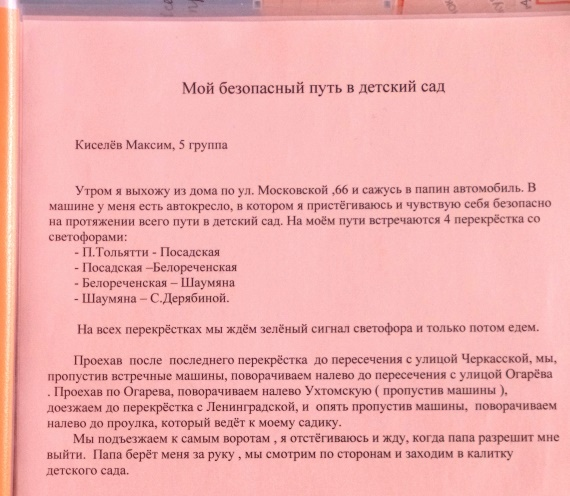 Мой безопасный путь в детский сад
Киселёв Максим, 5 группа
Утром я выхожу из дома по ул. Московской ,66 и сажусь в папин автомобиль. В
машине у меня есть автокресло, в котором я пристёгиваюсь и чувствую себя безопасно
на протяжении всего пути в детский сад. На моём пути встречаются 4 перекрёстка со
светофорами:
- П.Тольятти - Посадская
- Посадская –Белореченская
- Белореченская – Шаумяна
- Шаумяна – С.Дерябиной.
На всех перекрёстках мы ждём зелёный сигнал светофора и только потом едем.
Проехав после последнего перекрёстка до пересечения с улицой Черкасской, мы,
пропустив встречные машины, поворачиваем налево до пересечения с улицой Огарёва
. Проехав по Огарева, поворачиваем налево Ухтомскую ( пропустив машины ),
доезжаем до перекрёстка с Ленинградской, и опять пропустив машины, поворачиваем
налево до проулка, который ведёт к моему садику.
Мы подъезжаем к самым воротам , я отстёгиваюсь и жду, когда папа разрешит мне
выйти. Папа берёт меня за руку , мы смотрим по сторонам и заходим в калитку
детского сада.